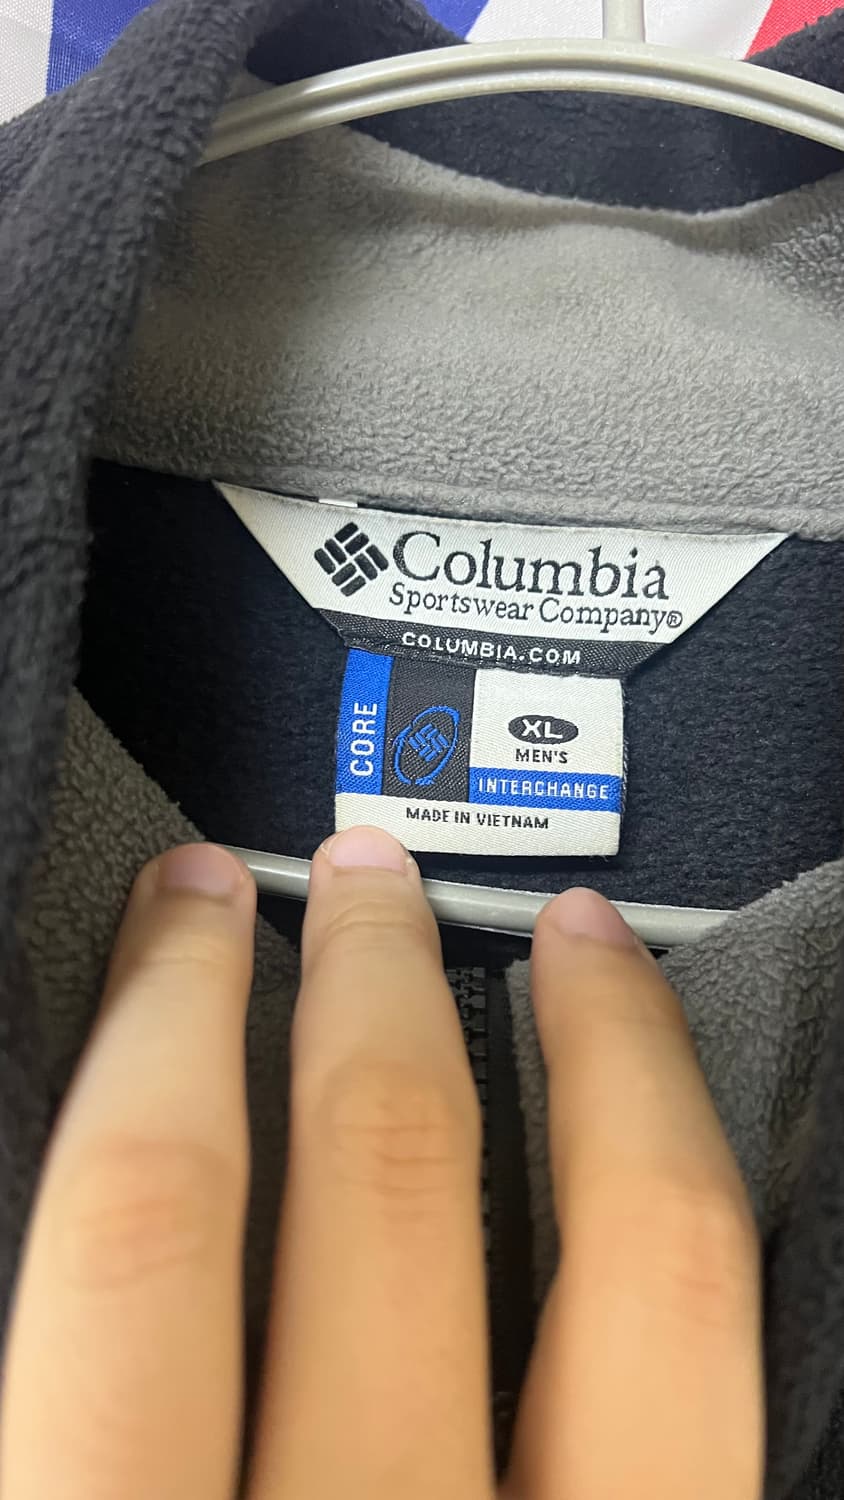 Columbia
Sportswear Company®
COLUMBIA.COM
CORE
XL
MEN'S
INTERCHANGE
MADE IN VIETNAM